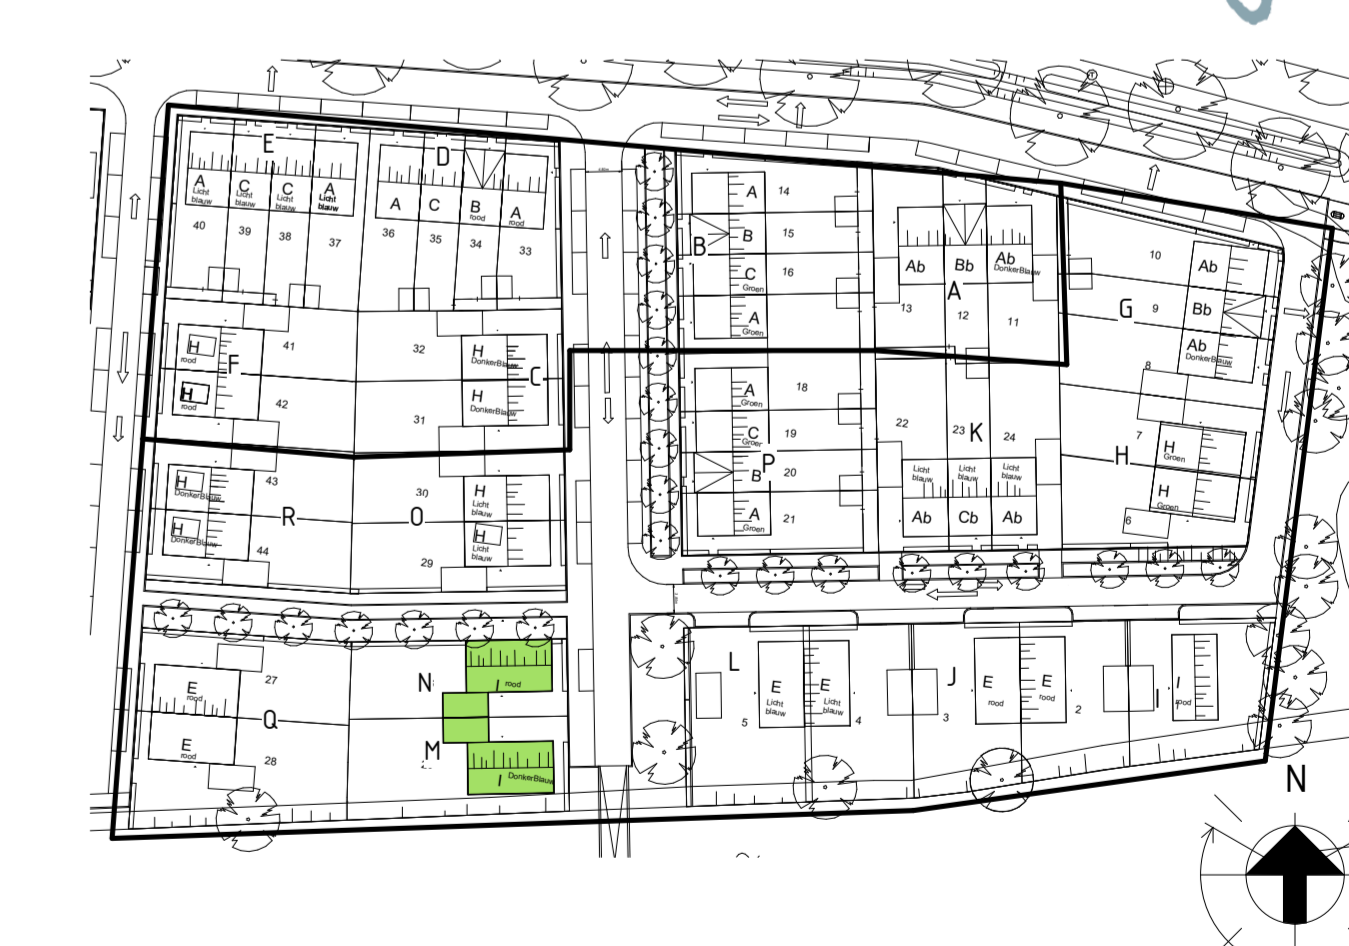 E
D
A
Licht
blauw
C
Licht
blauw
C
Licht
blauw
A
Licht
blauw
A
C
B
rood
A
rood
40
39
38
37
36
35
34
33
A
14
B
B
15
C
Groen
16
A
Groen
Ab
Bb
Ab
DonkerBlauw
A
13
12
11
10
Ab
G
9
Bb
Ab
DonkerBlauw
8
H
rood
41
F
H
rood
42
32
H
DonkerBlauw
C
H
DonkerBlauw
31
A
Groen
18
C
Groer
19
P
B
20
A
Groen
21
22
23
K
24
Licht
blauw
Licht
blauw
Licht
blauw
Ab
Cb
Ab
7
H
H
Groen
H
Groen
6
H
DonkerBlauw
43
R
H
DonkerBlauw
44
30
H
Licht
blauw
O
H
Licht
blauw
29
E
rood
27
Q
E
rood
28
N
I
rood
M
I
DonkerBlauw
L
E
Licht
blauw
E
Licht
blauw
5
4
J
E
rood
E
rood
3
2
I
I
rood
N